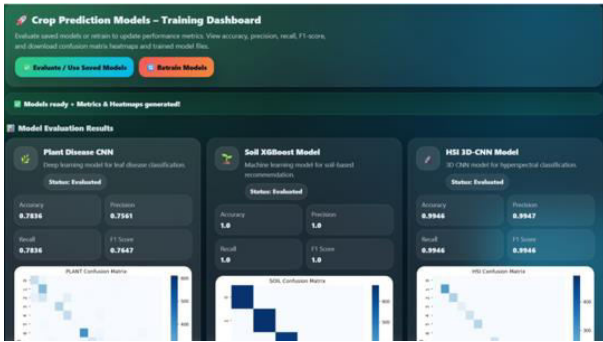 🚀 Crop Prediction Models – Training Dashboard
Evaluate saved models or retrain to update performance metrics. View accuracy, precision, recall, F1-score,
and download confusion matrix heatmaps and trained model files.
✅ Evaluate / Use Saved Models
🔄 Retrain Models
✅ Models ready + Metrics & Heatmaps generated!
📊 Model Evaluation Results
Plant Disease CNN
Deep learning model for leaf disease classification.
Status: Evaluated
Accuracy
0.7836
Precision
0.7561
Recall
0.7836
F1 Score
0.7647
PLANT Confusion Matrix
Soil XGBoost Model
Machine learning model for soil-based
recommendation.
Status: Evaluated
Accuracy
1.0
Precision
1.0
Recall
1.0
F1 Score
1.0
SOIL Confusion Matrix
HSI 3D-CNN Model
3D CNN model for hyperspectral classification.
Status: Evaluated
Accuracy
0.9946
Precision
0.9947
Recall
0.9946
F1 Score
0.9946
HSI Confusion Matrix